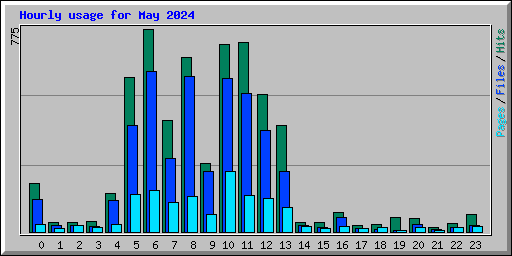 Hourly usage for May 2024
775
Pages/Files/Hits
0 1 2 3 4 5 6 7 8 9 10 11 12 13 14 15 16 17 18 19 20 21 22 23